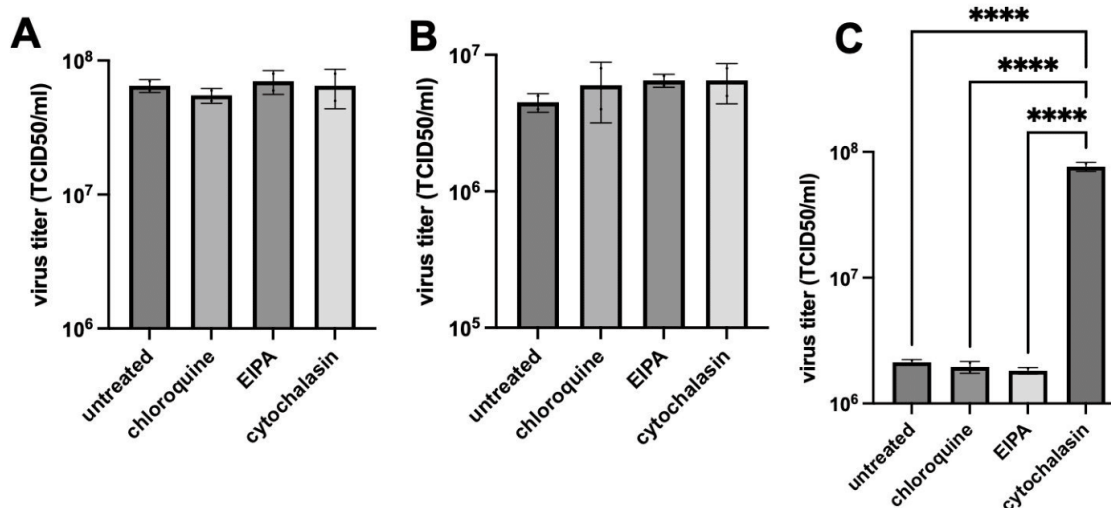 A
virus titer (TCID50/ml)
10⁸
10⁷
10⁶
untreated
chloroquine
EIPA
cytochalasin
B
virus titer (TCID50/ml)
10⁷
10⁶
10⁵
untreated
chloroquine
EIPA
cytochalasin
C
****
****
****
virus titer (TCID50/ml)
10⁸
10⁷
10⁶
untreated
chloroquine
EIPA
cytochalasin